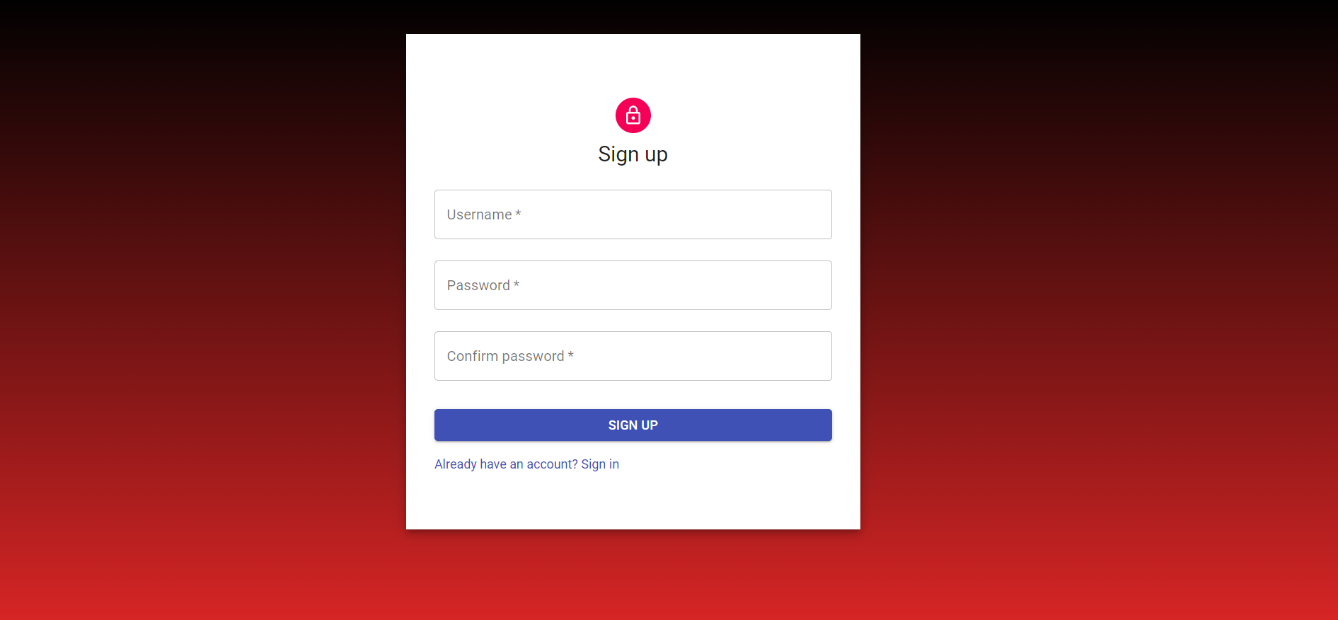 Sign up
Username *
Password *
Confirm password *
SIGN UP
Already have an account? Sign in